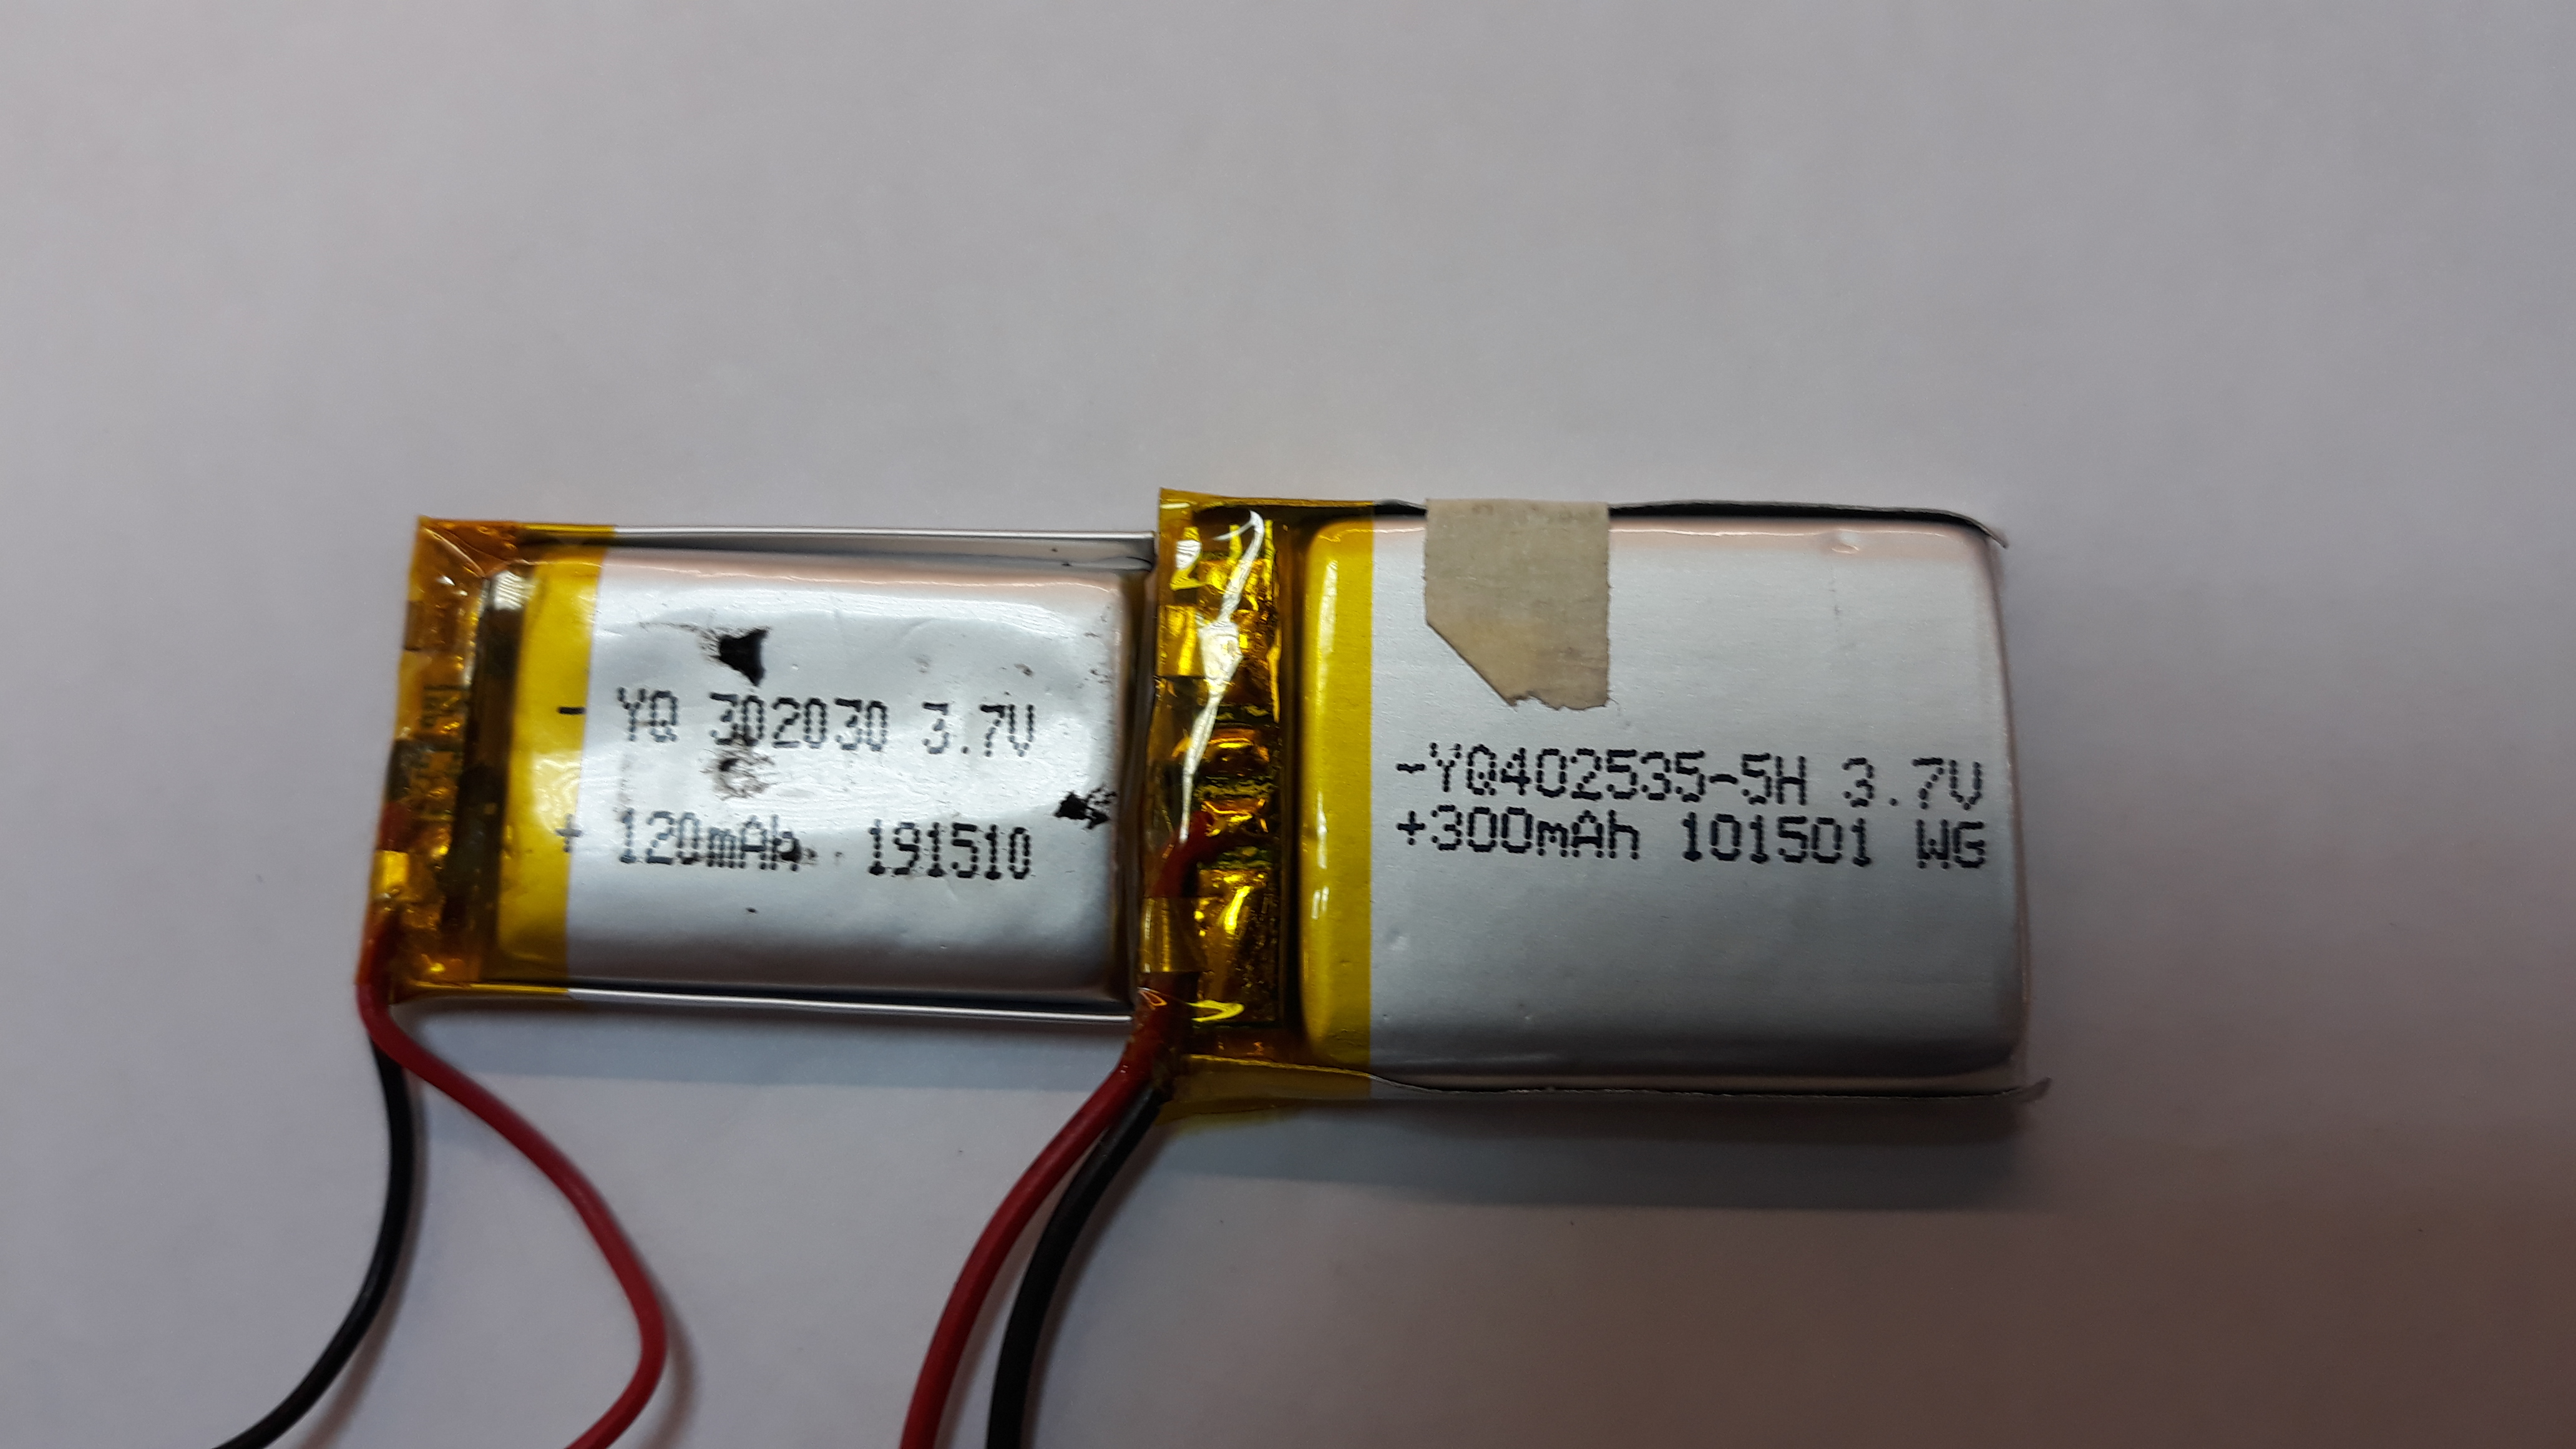 - YQ 302030 3.7V
+ 120mAh 191510
-YQ402535-5H 3.7V
+300mAh 101501 WG